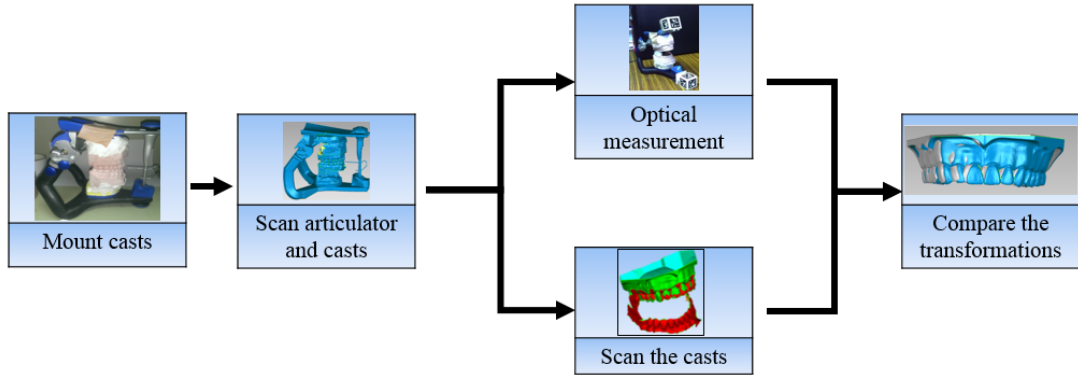 Mount casts
Scan articulator
and casts
Optical
measurement
Scan the casts
Compare the
transformations